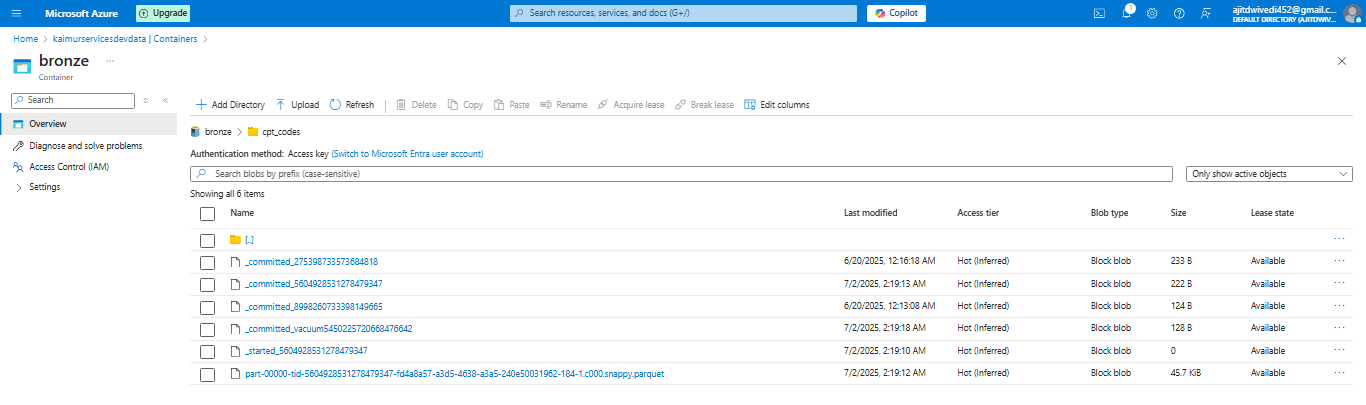 Microsoft Azure Upgrade Search resources, services, and docs (G+/) Copilot 1 ajitdwivedi452@gmail.c...
DEFAULT DIRECTORY (AJITDWIV...
Home > kaimurservicesdevdata | Containers >
bronze ...
Container
Search
Overview
Diagnose and solve problems
Access Control (IAM)
Settings
Add Directory Upload Refresh Delete Copy Paste Rename Acquire lease Break lease Edit columns
bronze > cpt_codes
Authentication method: Access key (Switch to Microsoft Entra user account)
Search blobs by prefix (case-sensitive) Only show active objects
Showing all 6 items
Name Last modified Access tier Blob type Size Lease state
[..]
_committed_275398733573684818 6/20/2025, 12:16:18 AM Hot (Inferred) Block blob 233 B Available
_committed_5604928531278479347 7/2/2025, 2:19:13 AM Hot (Inferred) Block blob 222 B Available
_committed_8998260733398149665 6/20/2025, 12:13:08 AM Hot (Inferred) Block blob 124 B Available
_committed_vacuum5450225720668476642 7/2/2025, 2:19:18 AM Hot (Inferred) Block blob 128 B Available
_started_5604928531278479347 7/2/2025, 2:19:10 AM Hot (Inferred) Block blob 0 Available
part-00000-tid-5604928531278479347-fd4a8a57-a3d5-4638-a3a5-240e50031962-184-1.c000.snappy.parquet 7/2/2025, 2:19:12 AM Hot (Inferred) Block blob 45.7 KiB Available